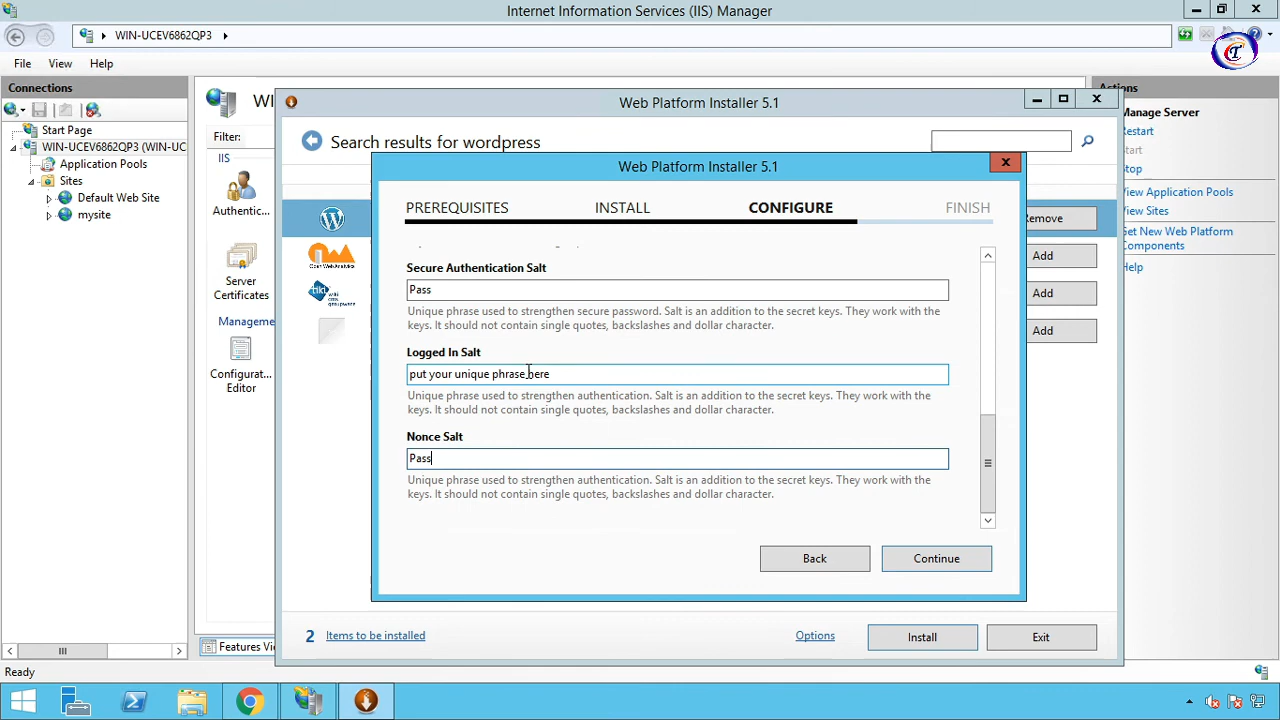 Internet Information Services (IIS) Manager
WIN-UCEV6862QP3
File View Help
Connections
Start Page
WIN-UCEV6862QP3 (WIN-UC
Application Pools
Sites
Default Web Site
mysite
WI
Filter:
IIS
Authentic...
Server
Certificates
Manageme
Configurat...
Editor
Features Vi
Web Platform Installer 5.1
Search results for wordpress
Web Platform Installer 5.1
PREREQUISITES INSTALL CONFIGURE FINISH
Secure Authentication Salt
Pass
Unique phrase used to strengthen secure password. Salt is an addition to the secret keys. They work with the
keys. It should not contain single quotes, backslashes and dollar character.
Logged In Salt
put your unique phrase here
Unique phrase used to strengthen authentication. Salt is an addition to the secret keys. They work with the
keys. It should not contain single quotes, backslashes and dollar character.
Nonce Salt
Pass
Unique phrase used to strengthen authentication. Salt is an addition to the secret keys. They work with the
keys. It should not contain single quotes, backslashes and dollar character.
Back Continue
emove
Add
Add
Add
2 Items to be installed
Options Install Exit
Actions
Manage Server
Restart
Start
top
View Application Pools
View Sites
Get New Web Platform
Components
Help
Ready